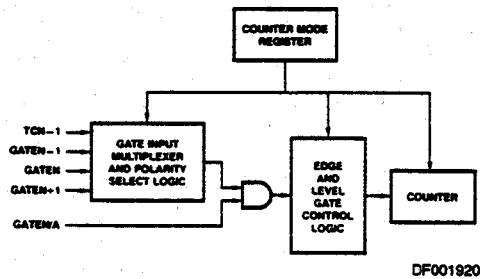 COUNTER MODE
REGISTER
TCN−1
GATEN−1
GATEN
GATEN+1
GATEN/A
GATE INPUT
MULTIPLEXER
AND POLARITY
SELECT LOGIC
EDGE
AND
LEVEL
GATE
CONTROL
LOGIC
COUNTER
DF001920